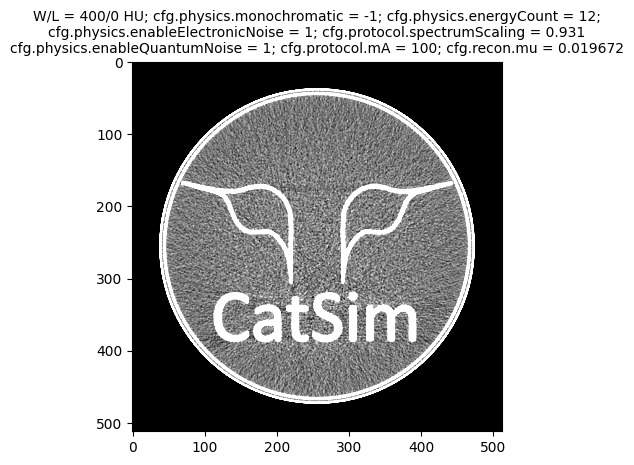 W/L = 400/0 HU; cfg.physics.monochromatic = -1; cfg.physics.energyCount = 12;
cfg.physics.enableElectronicNoise = 1; cfg.protocol.spectrumScaling = 0.931
cfg.physics.enableQuantumNoise = 1; cfg.protocol.mA = 100; cfg.recon.mu = 0.019672
0
100
200
300
400
500
CatSim
0 100 200 300 400 500